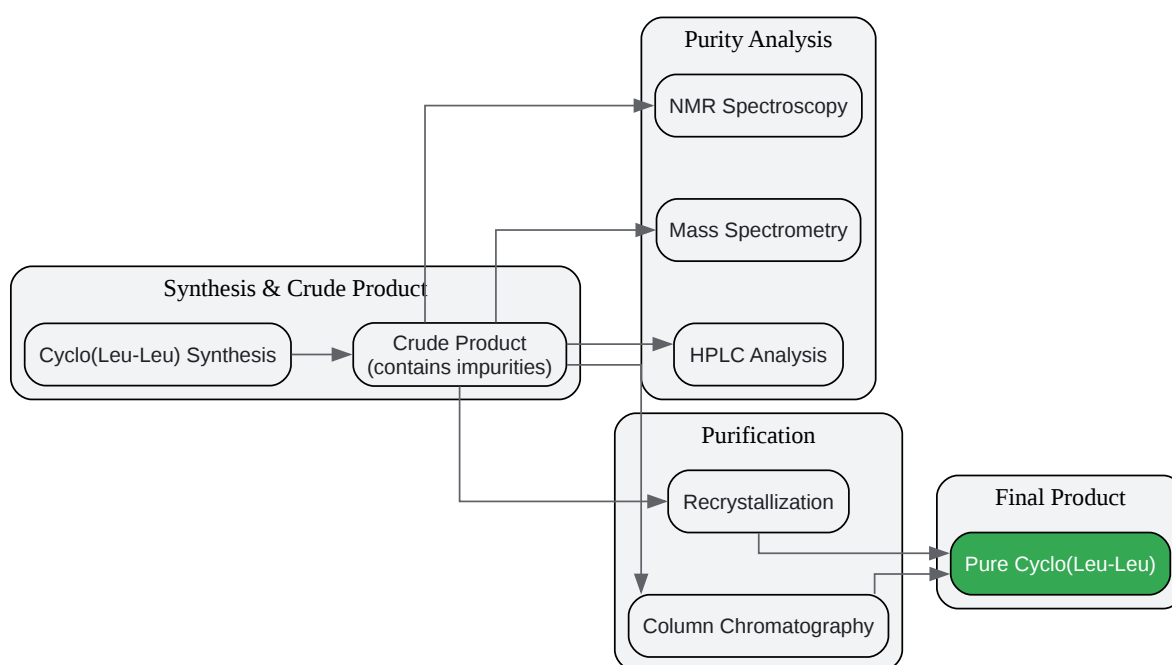 Purity Analysis
NMR Spectroscopy
Mass Spectrometry
Synthesis & Crude Product
Cyclo(Leu-Leu) Synthesis
Crude Product
(contains impurities)
HPLC Analysis
Purification
Recrystallization
Column Chromatography
Final Product
Pure Cyclo(Leu-Leu)